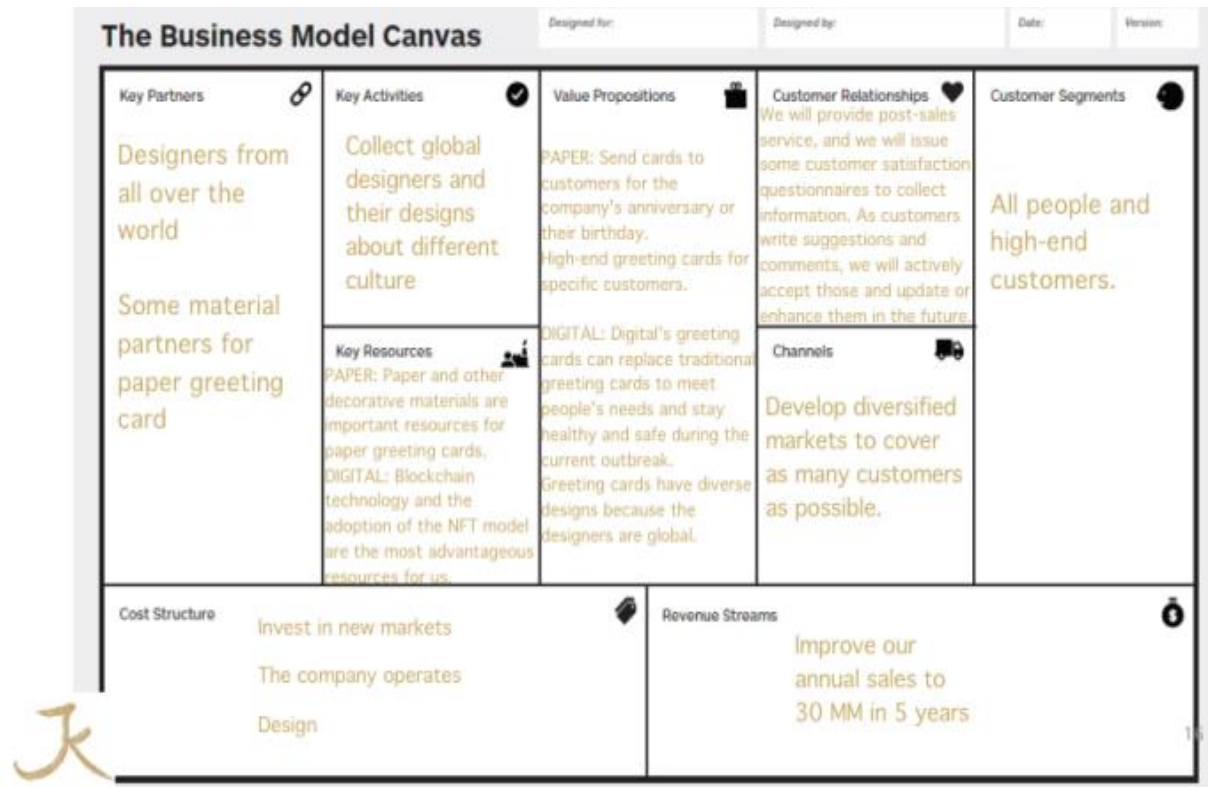 The Business Model Canvas
Designed for:
Designed by:
Date:
Version:
Key Partners
Designers from
all over the
world
Some material
partners for
paper greeting
card
Key Activities
Collect global
designers and
their designs
about different
culture
Key Resources
PAPER: Paper and other
decorative materials are
important resources for
paper greeting cards.
DIGITAL: Blockchain
technology and the
adoption of the NFT model
are the most advantageous
resources for us.
Value Propositions
PAPER: Send cards to
customers for the
company's anniversary or
their birthday.
High-end greeting cards for
specific customers.
DIGITAL: Digital's greeting
cards can replace traditional
greeting cards to meet
people's needs and stay
healthy and safe during the
current outbreak.
Greeting cards have diverse
designs because the
designers are global.
Customer Relationships
We will provide post-sales
service, and we will issue
some customer satisfaction
questionnaires to collect
information. As customers
write suggestions and
comments, we will actively
accept those and update or
enhance them in the future.
Channels
Develop diversified
markets to cover
as many customers
as possible.
Customer Segments
All people and
high-end
customers.
Cost Structure
Invest in new markets
The company operates
Design
Revenue Streams
Improve our
annual sales to
30 MM in 5 years
Jk